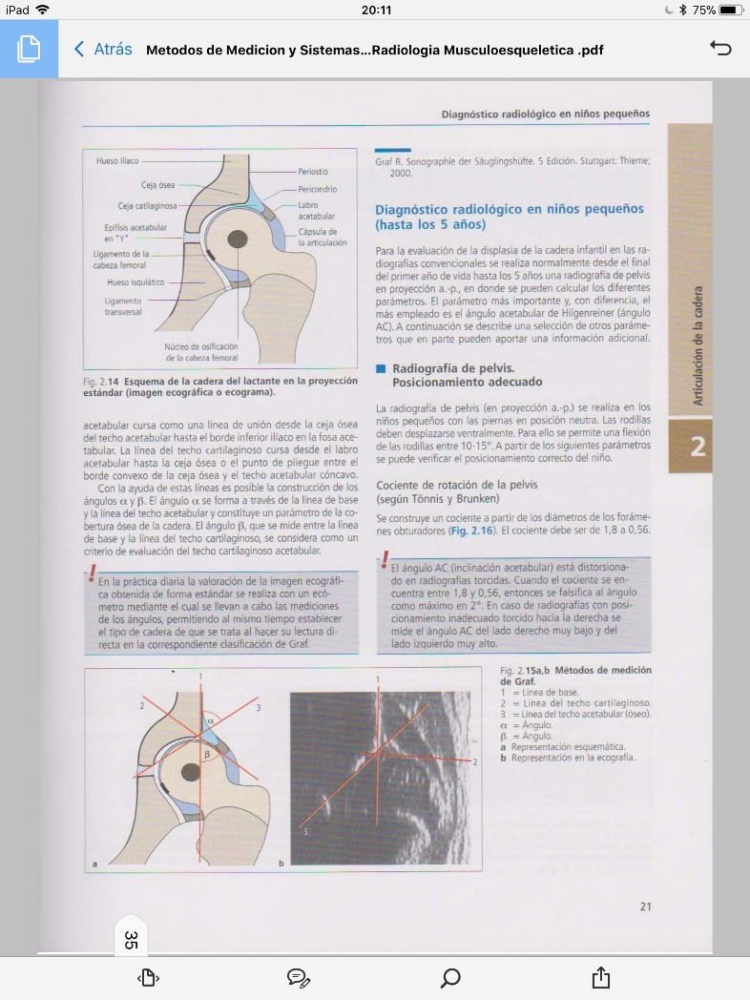 iPad
20:11
75%
Atrás
Metodos de Medicion y Sistemas...Radiologia Musculoesqueletica .pdf
Diagnóstico radiológico en niños pequeños
Hueso ilíaco
Ceja ósea
Ceja catilaginosa
Epífisis acetabular
en "Y"
Ligamento de la
cabeza femoral
Hueso isquiático
Ligamento
transversal
Núcleo de osificación
de la cabeza femoral
Periostio
Pericondrio
Labro
acetabular
Cápsula de
la articulación
Fig. 2.14 Esquema de la cadera del lactante en la proyección
estándar (imagen ecográfica o ecograma).
acetabular cursa como una línea de unión desde la ceja ósea
del techo acetabular hasta el borde inferior ilíaco en la fosa ace-
tabular. La línea del techo cartilaginoso cursa desde el labro
acetabular hasta la ceja ósea o el punto de pliegue entre el
borde convexo de la ceja ósea y el techo acetabular cóncavo.
Con la ayuda de estas líneas es posible la construcción de los
ángulos α y β. El ángulo α se forma a través de la línea de base
y la línea del techo acetabular y constituye un parámetro de la co-
bertura ósea de la cadera. El ángulo β, que se mide entre la línea
de base y la línea del techo cartilaginoso, se considera como un
criterio de evaluación del techo cartilaginoso acetabular.
! En la práctica diaria la valoración de la imagen ecográfi-
ca obtenida de forma estándar se realiza con un ecó-
metro mediante el cual se llevan a cabo las mediciones
de los ángulos, permitiendo al mismo tiempo establecer
el tipo de cadera de que se trata al hacer su lectura di-
recta en la correspondiente clasificación de Graf.
Graf R. Sonographie der Säuglingshüfte. 5 Edición. Stuttgart: Thieme;
2000.
Diagnóstico radiológico en niños pequeños
(hasta los 5 años)
Para la evaluación de la displasia de la cadera infantil en las ra-
diografías convencionales se realiza normalmente desde el final
del primer año de vida hasta los 5 años una radiografía de pelvis
en proyección a.-p., en donde se pueden calcular los diferentes
parámetros. El parámetro más importante y, con diferencia, el
más empleado es el ángulo acetabular de Hilgenreiner (ángulo
AC). A continuación se describe una selección de otros paráme-
tros que en parte pueden aportar una información adicional.
Radiografía de pelvis.
Posicionamiento adecuado
La radiografía de pelvis (en proyección a.-p.) se realiza en los
niños pequeños con las piernas en posición neutra. Las rodillas
deben desplazarse ventralmente. Para ello se permite una flexión
de las rodillas entre 10-15°. A partir de los siguientes parámetros
se puede verificar el posicionamiento correcto del niño.
Cociente de rotación de la pelvis
(según Tönnis y Brunken)
Se construye un cociente a partir de los diámetros de los foráme-
nes obturadores (Fig. 2.16). El cociente debe ser de 1,8 a 0,56.
! El ángulo AC (inclinación acetabular) está distorsiona-
do en radiografías torcidas. Cuando el cociente se en-
cuentra entre 1,8 y 0,56, entonces se falsifica al ángulo
como máximo en 2°. En caso de radiografías con posi-
cionamiento inadecuado torcido hacia la derecha se
mide el ángulo AC del lado derecho muy bajo y del
lado izquierdo muy alto.
Articulación de la cadera
2
1
2
3
α
β
a
1
2
3
b
Fig. 2.15a,b Métodos de medición
de Graf.
1 = Línea de base.
2 = Línea del techo cartilaginoso.
3 = Línea del techo acetabular (óseo).
α = Ángulo.
β = Ángulo.
a Representación esquemática.
b Representación en la ecografía.
21
35